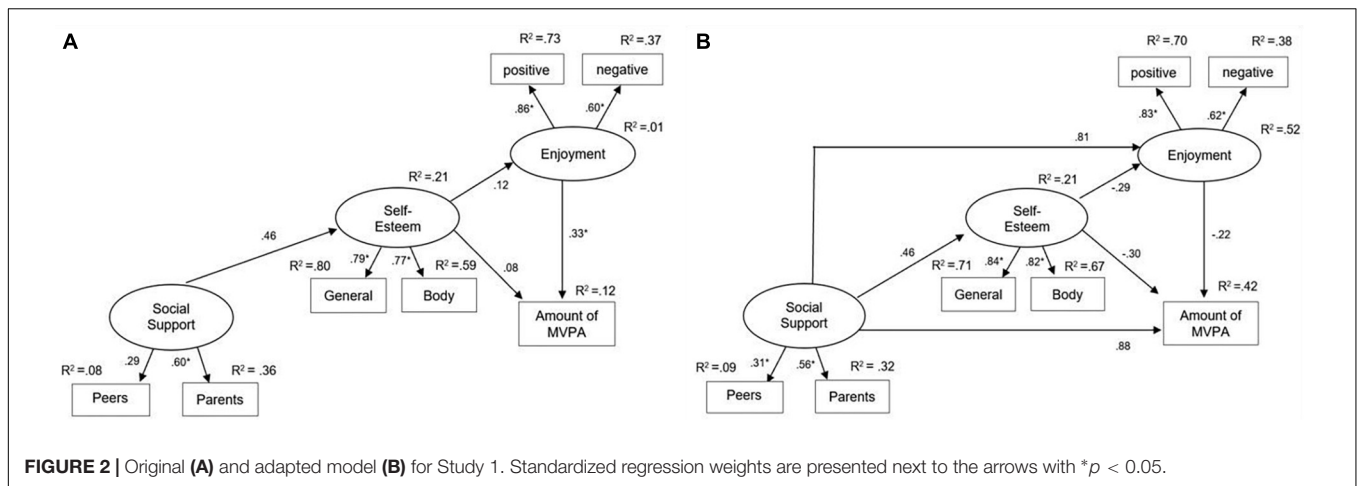 A
R² =.73
R² =.37
positive
negative
.86*
.60*
R² =.01
Enjoyment
R² =.21
.12
Self-
Esteem
.46
.33*
R² =.80
.79*
.77*
R² =.59
.08
General
Body
R² =.12
Social
Support
Amount of
MVPA
R² =.08
.29
.60*
R² = .36
Peers
Parents
B
R² =.70
R² =.38
positive
negative
.83*
.62*
R² =.52
.81
Enjoyment
R² =.21
-.29
Self-
Esteem
.46
-.22
R² =.71
.84*
.82*
R² =.67
-.30
General
Body
R² =.42
Social
Support
Amount of
MVPA
.88
R² =.09
.31*
.56*
R² = .32
Peers
Parents
FIGURE 2 | Original (A) and adapted model (B) for Study 1. Standardized regression weights are presented next to the arrows with *p < 0.05.